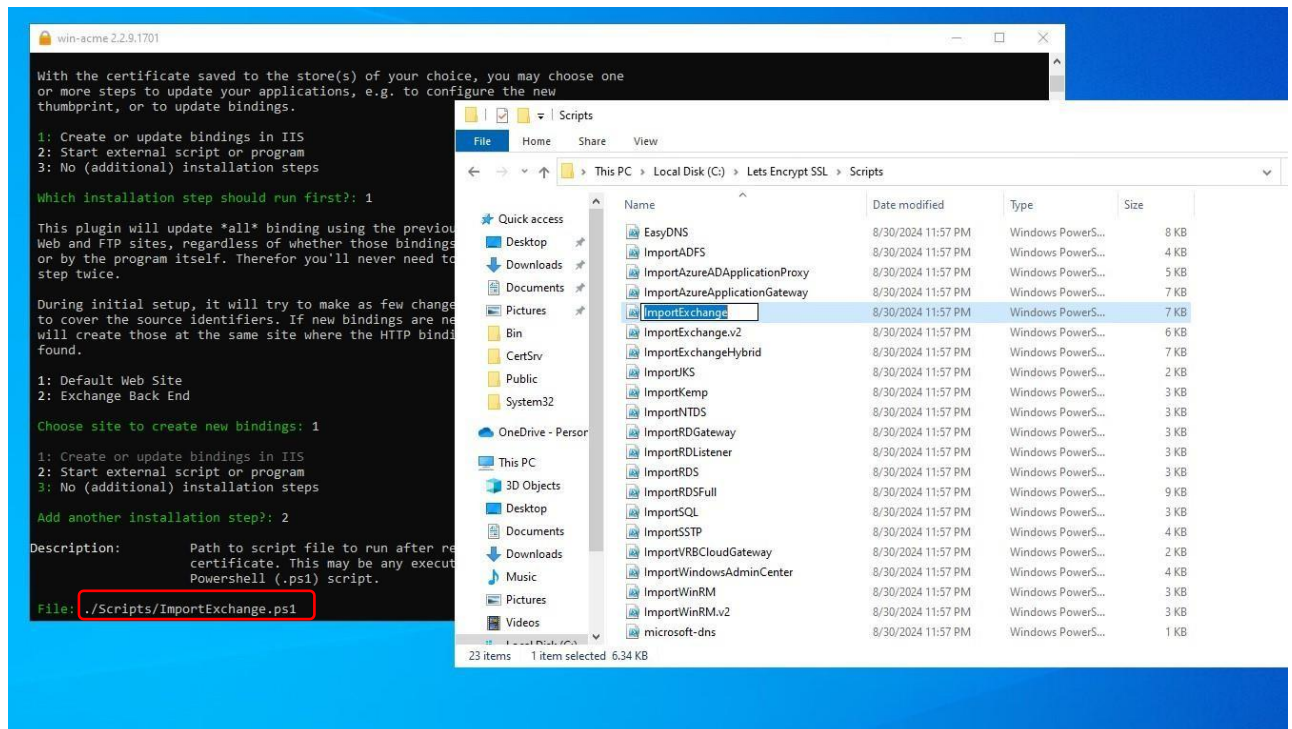 win-acme 2.2.9.1701
With the certificate saved to the store(s) of your choice, you may choose one
or more steps to update your applications, e.g. to configure the new
thumbprint, or to update bindings.
1: Create or update bindings in IIS
2: Start external script or program
3: No (additional) installation steps
Which installation step should run first?: 1
This plugin will update *all* binding using the previou
Web and FTP sites, regardless of whether those bindings
or by the program itself. Therefor you'll never need to
step twice.
During initial setup, it will try to make as few change
to cover the source identifiers. If new bindings are ne
will create those at the same site where the HTTP bindi
found.
1: Default Web Site
2: Exchange Back End
Choose site to create new bindings: 1
1: Create or update bindings in IIS
2: Start external script or program
3: No (additional) installation steps
Add another installation step?: 2
Description: Path to script file to run after re
certificate. This may be any execut
Powershell (.ps1) script.
File: ./Scripts/ImportExchange.ps1
Scripts
File Home Share View
This PC > Local Disk (C:) > Lets Encrypt SSL > Scripts
Quick access
Desktop
Downloads
Documents
Pictures
Bin
CertSrv
Public
System32
OneDrive - Person
This PC
3D Objects
Desktop
Documents
Downloads
Music
Pictures
Videos
Local Disk (C:)
Name Date modified Type Size
EasyDNS 8/30/2024 11:57 PM Windows PowerS... 8 KB
ImportADFS 8/30/2024 11:57 PM Windows PowerS... 4 KB
ImportAzureADApplicationProxy 8/30/2024 11:57 PM Windows PowerS... 5 KB
ImportAzureApplicationGateway 8/30/2024 11:57 PM Windows PowerS... 7 KB
ImportExchange 8/30/2024 11:57 PM Windows PowerS... 7 KB
ImportExchange.v2 8/30/2024 11:57 PM Windows PowerS... 6 KB
ImportExchangeHybrid 8/30/2024 11:57 PM Windows PowerS... 7 KB
ImportJKS 8/30/2024 11:57 PM Windows PowerS... 2 KB
ImportKemp 8/30/2024 11:57 PM Windows PowerS... 3 KB
ImportNTDS 8/30/2024 11:57 PM Windows PowerS... 3 KB
ImportRDGateway 8/30/2024 11:57 PM Windows PowerS... 3 KB
ImportRDListener 8/30/2024 11:57 PM Windows PowerS... 3 KB
ImportRDS 8/30/2024 11:57 PM Windows PowerS... 3 KB
ImportRDSFull 8/30/2024 11:57 PM Windows PowerS... 9 KB
ImportSQL 8/30/2024 11:57 PM Windows PowerS... 3 KB
ImportSSTP 8/30/2024 11:57 PM Windows PowerS... 4 KB
ImportVRBCloudGateway 8/30/2024 11:57 PM Windows PowerS... 2 KB
ImportWindowsAdminCenter 8/30/2024 11:57 PM Windows PowerS... 4 KB
ImportWinRM 8/30/2024 11:57 PM Windows PowerS... 3 KB
ImportWinRM.v2 8/30/2024 11:57 PM Windows PowerS... 3 KB
microsoft-dns 8/30/2024 11:57 PM Windows PowerS... 1 KB
23 items 1 item selected 6.34 KB